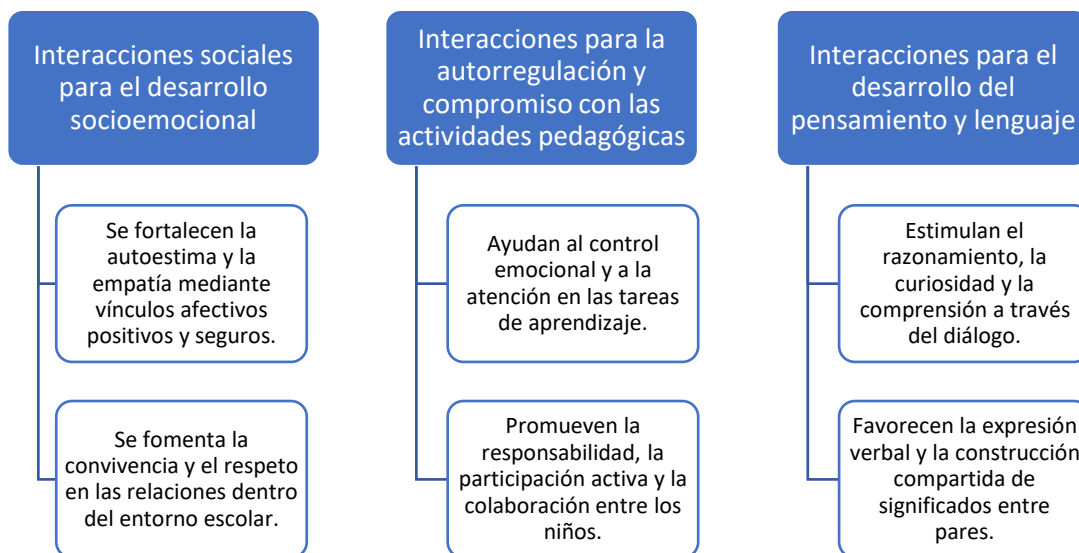 Interacciones sociales
para el desarrollo
socioemocional
Se fortalecen la
autoestima y la
empatía mediante
vínculos afectivos
positivos y seguros.
Se fomenta la
convivencia y el respeto
en las relaciones dentro
del entorno escolar.
Interacciones para la
autorregulación y
compromiso con las
actividades pedagógicas
Ayudan al control
emocional y a la
atención en las tareas
de aprendizaje.
Promueven la
responsabilidad, la
participación activa y la
colaboración entre los
niños.
Interacciones para el
desarrollo del
pensamiento y lenguaje
Estimulan el
razonamiento, la
curiosidad y la
comprensión a través
del diálogo.
Favorecen la expresión
verbal y la construcción
compartida de
significados entre
pares.